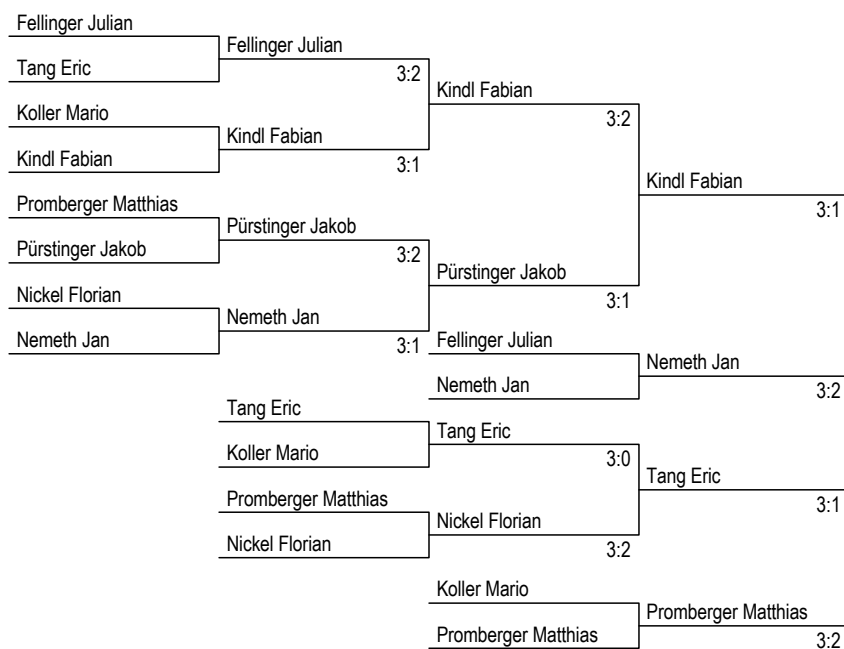 Fellinger Julian
Fellinger Julian
Tang Eric
3:2
Kindl Fabian
Koller Mario
3:2
Kindl Fabian
Kindl Fabian
3:1
Kindl Fabian
Promberger Matthias
3:1
Pürstinger Jakob
Pürstinger Jakob
3:2
Pürstinger Jakob
Nickel Florian
3:1
Nemeth Jan
Nemeth Jan
3:1
Fellinger Julian
Nemeth Jan
Nemeth Jan
3:2
Tang Eric
Tang Eric
Koller Mario
3:0
Tang Eric
Promberger Matthias
3:1
Nickel Florian
Nickel Florian
3:2
Koller Mario
Promberger Matthias
Promberger Matthias
3:2